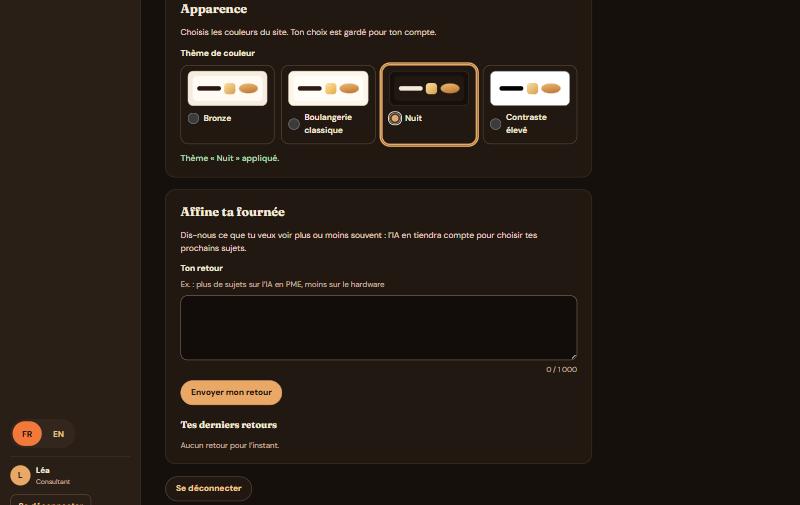 Apparence
Choisis les couleurs du site. Ton choix est gardé pour ton compte.
Thème de couleur
Bronze
Boulangerie
classique
Nuit
Contraste
élevé
Thème « Nuit » appliqué.
Affine ta fournée
Dis-nous ce que tu veux voir plus ou moins souvent : l'IA en tiendra compte pour choisir tes
prochains sujets.
Ton retour
Ex. : plus de sujets sur l'IA en PME, moins sur le hardware
0 / 1 000
Envoyer mon retour
Tes derniers retours
Aucun retour pour l'instant.
Se déconnecter
FR EN
L
Léa
Consultant